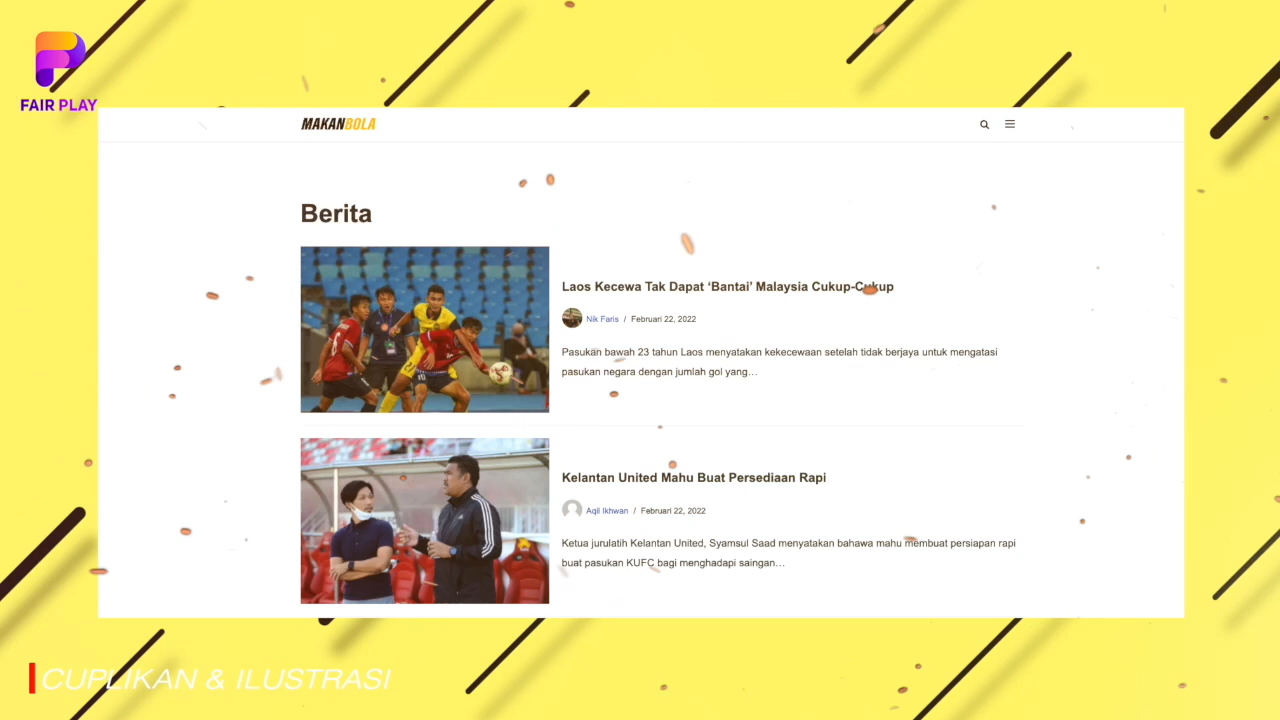 FAIR PLAY
MAKANBOLA
Berita
Laos Kecewa Tak Dapat ‘Bantai’ Malaysia Cukup-Cukup
Nik Faris / Februari 22, 2022
Pasukan bawah 23 tahun Laos menyatakan kekecewaan setelah tidak berjaya untuk mengatasi
pasukan negara dengan jumlah gol yang…
Kelantan United Mahu Buat Persediaan Rapi
Aqil Ikhwan / Februari 22, 2022
Ketua jurulatih Kelantan United, Syamsul Saad menyatakan bahawa mahu membuat persiapan rapi
buat pasukan KUFC bagi menghadapi saingan…
CUPLIKAN & ILUSTRASI